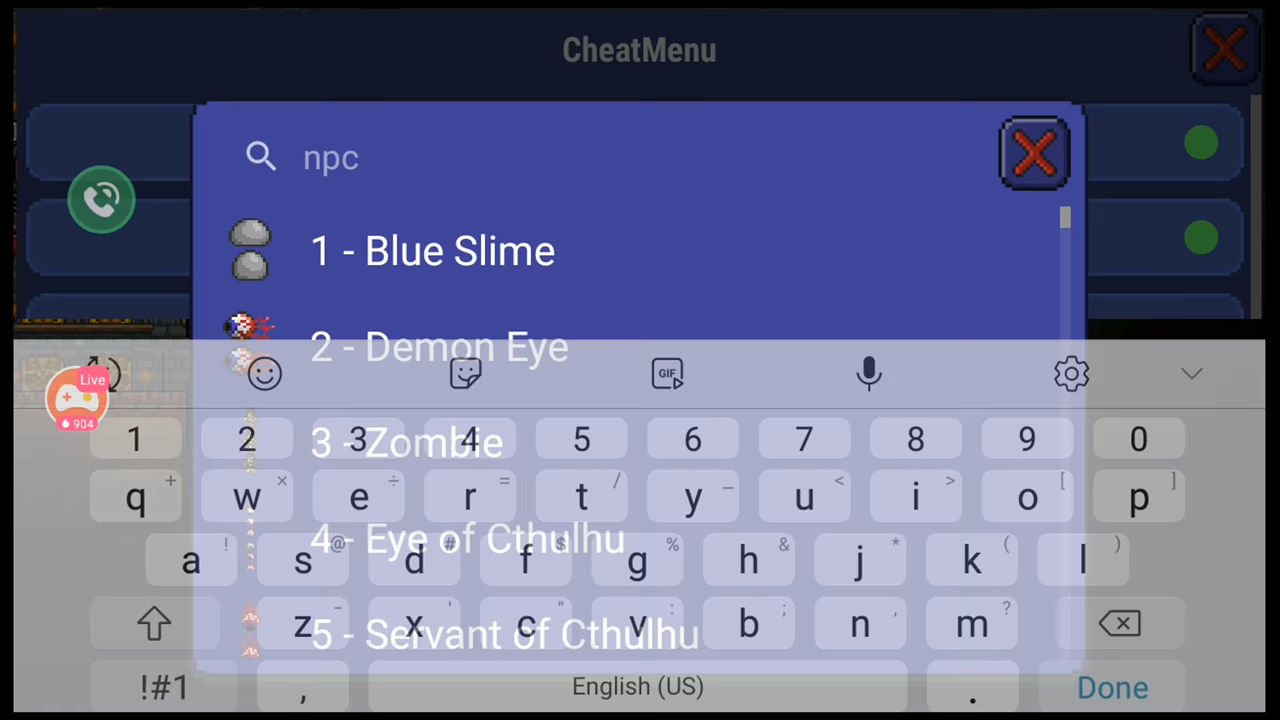 CheatMenu
npc
1 - Blue Slime
2 - Demon Eye
3 - Zombie
4 - Eye of Cthulhu
5 - Servant of Cthulhu
Live
904
GIF
1 2 3 4 5 6 7 8 9 0
q + w × e ÷ r = t / y _ u < i > o [ p ]
a ! s @ d # f $ g % h & j * k ( l )
z - x ' c " v : b ; n , m ?
!#1 , English (US) . Done